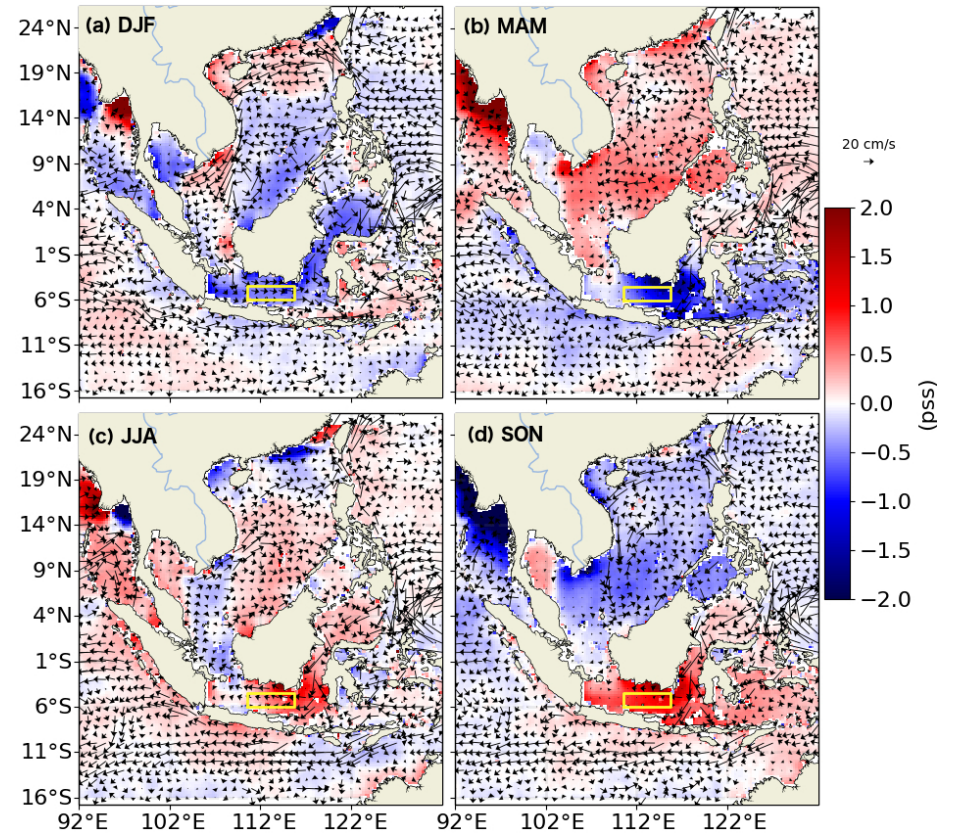 (a) DJF
(b) MAM
24°N
19°N
14°N
9°N
4°N
1°S
6°S
11°S
16°S
20 cm/s
2.0
1.5
1.0
0.5
0.0
−0.5
−1.0
−1.5
−2.0
(pss)
(c) JJA
(d) SON
24°N
19°N
14°N
9°N
4°N
1°S
6°S
11°S
16°S
92°E 102°E 112°E 122°E
92°E 102°E 112°E 122°E